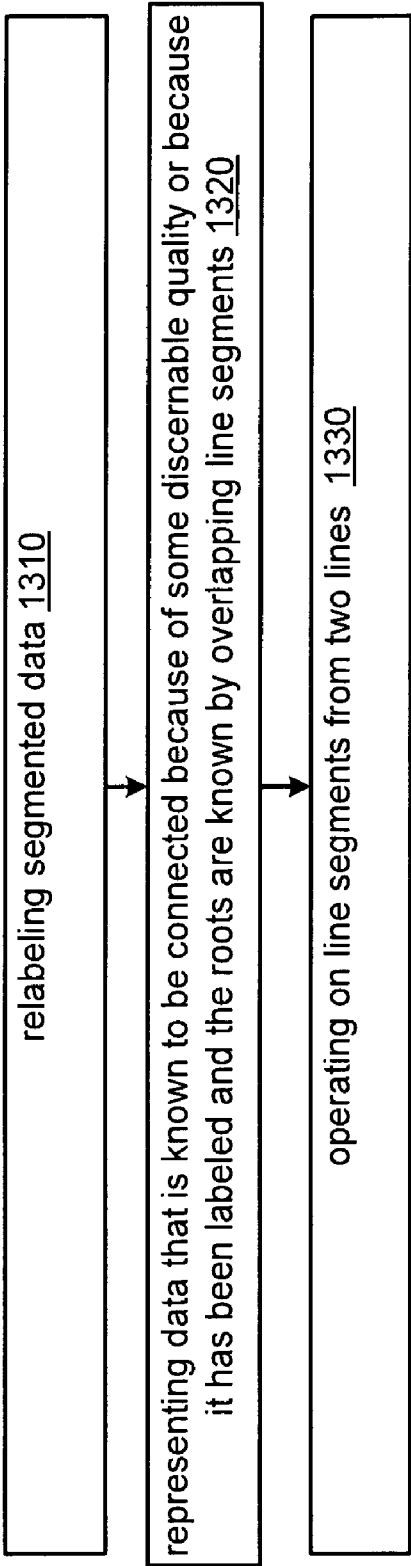 relabeling segmented data 1310
representing data that is known to be connected because of some discernable quality or because
it has been labeled and the roots are known by overlapping line segments 1320
operating on line segments from two lines 1330